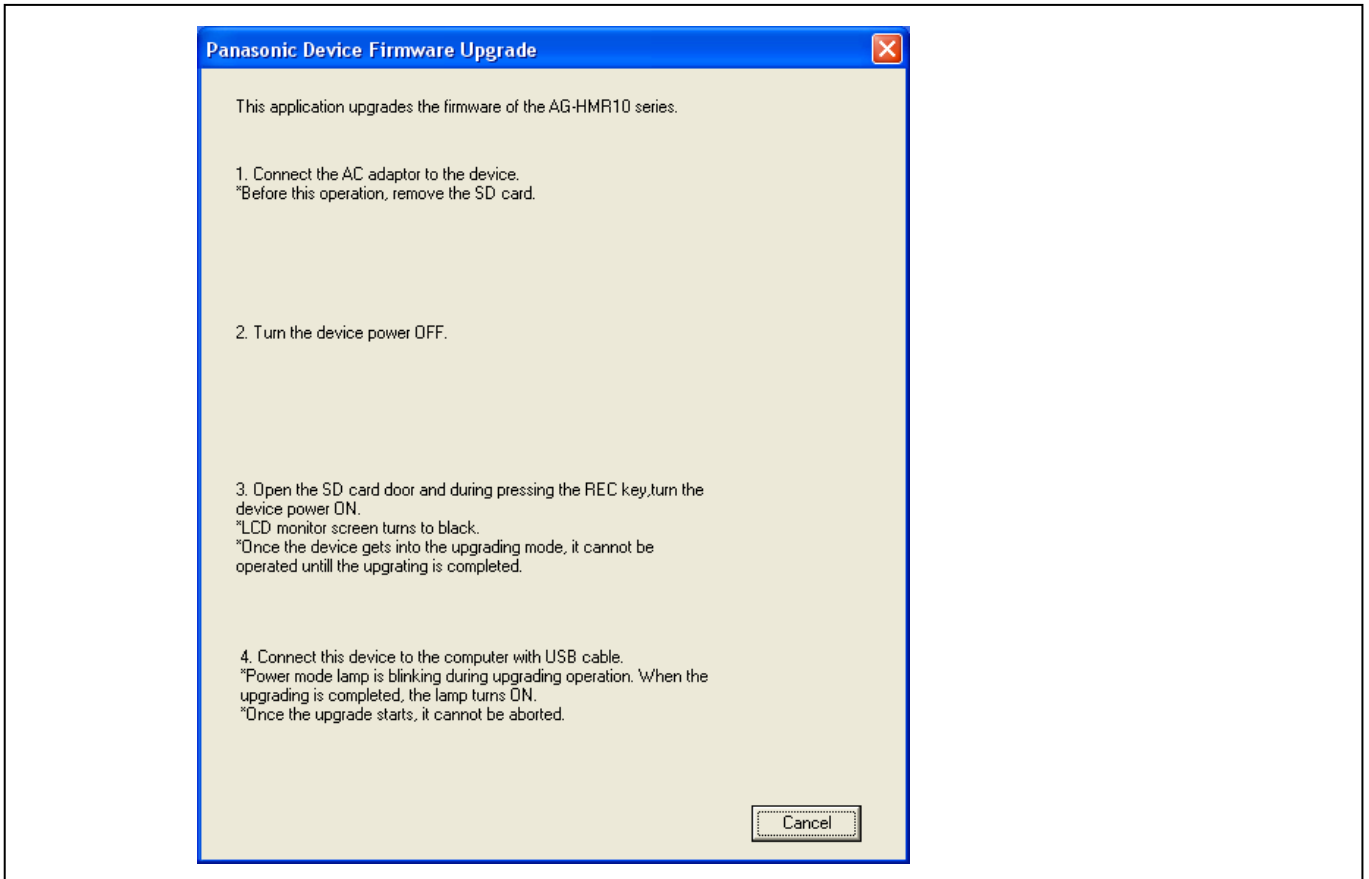 Panasonic Device Firmware Upgrade
This application upgrades the firmware of the AG-HMR10 series.
1. Connect the AC adaptor to the device.
*Before this operation, remove the SD card.
2. Turn the device power OFF.
3. Open the SD card door and during pressing the REC key,turn the
device power ON.
*LCD monitor screen turns to black.
*Once the device gets into the upgrading mode, it cannot be
operated untill the upgrating is completed.
4. Connect this device to the computer with USB cable.
*Power mode lamp is blinking during upgrading operation. When the
upgrading is completed, the lamp turns ON.
*Once the upgrade starts, it cannot be aborted.
Cancel